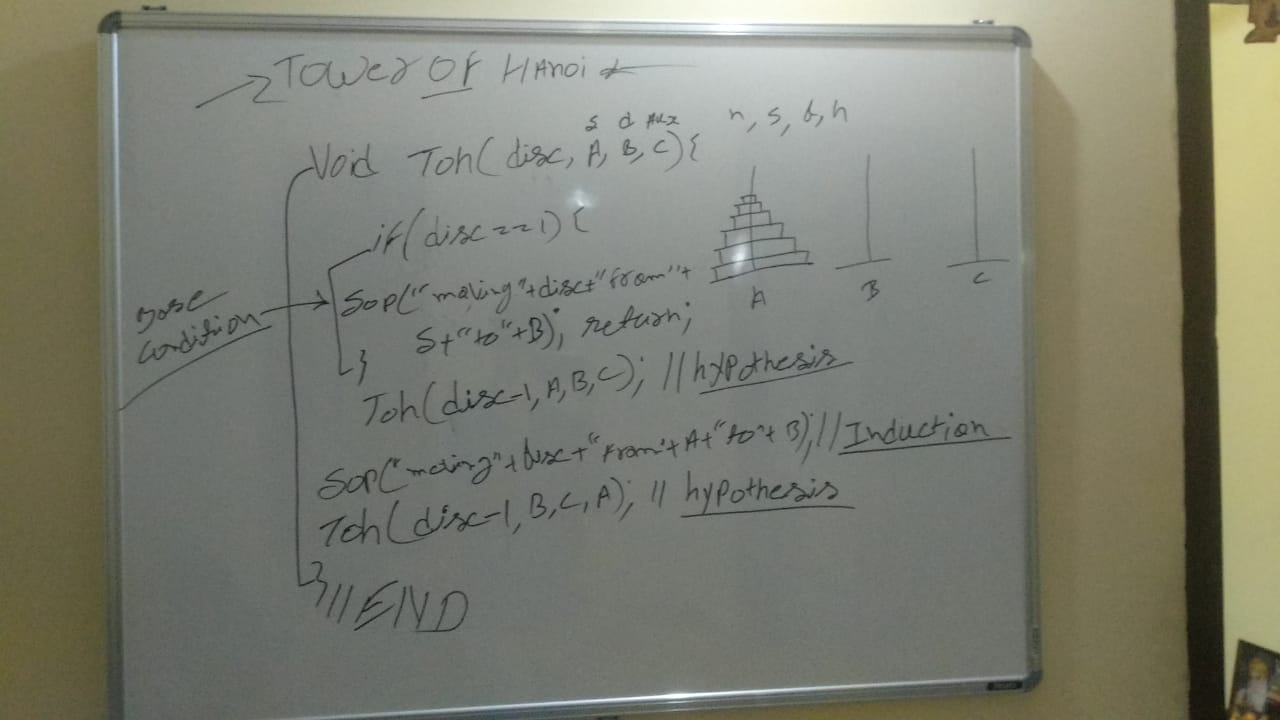 Tower OF HAnoi
s d Aux
n, s, d, h
Void Toh( disc, A, B, C) {
if(disc==1) {
Sop("moving"+disc+"from"+
S+"to"+B); return;
}
Base
Condition
A
B
C
Toh(disc-1, A, B, C); // hypothesis
Sop("moving"+disc+"from"+A+"to"+B); // Induction
Toh(disc-1, B, C, A); // hypothesis
} // END